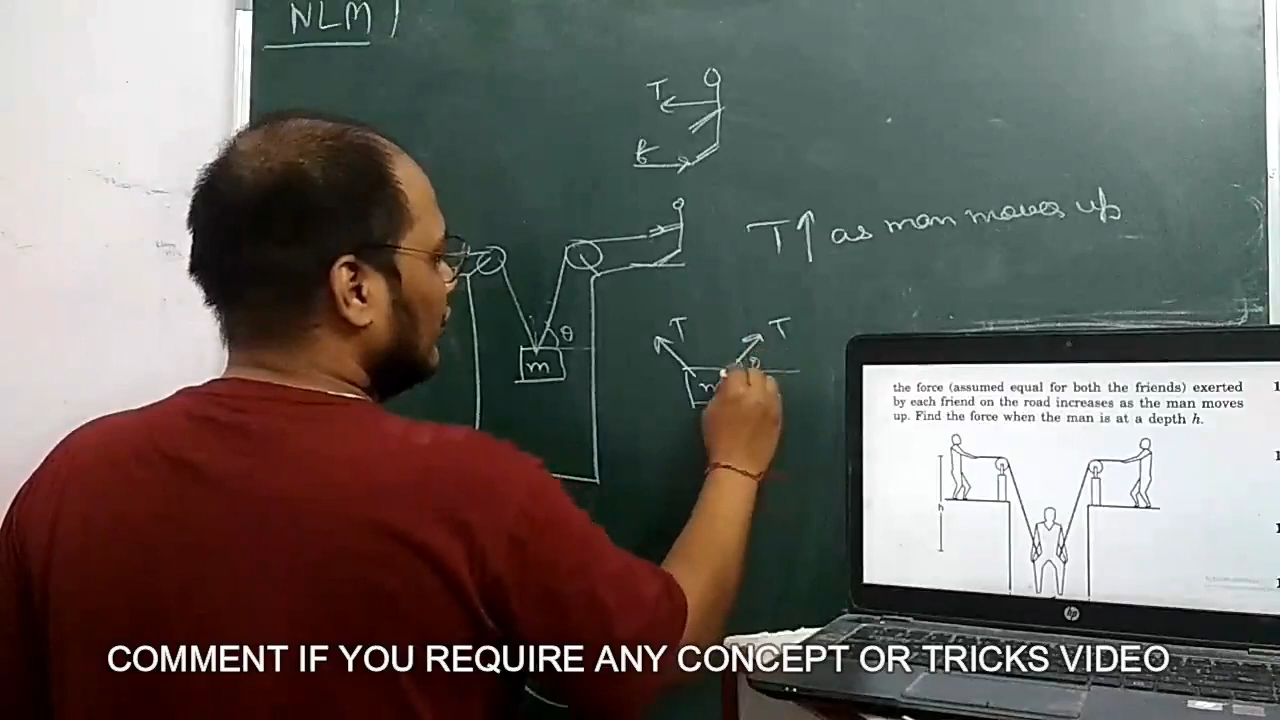 NLM
T
f
T↑ as man moves up
θ
m
T T
θ
m
the force (assumed equal for both the friends) exerted
by each friend on the road increases as the man moves
up. Find the force when the man is at a depth h.
h
hp
COMMENT IF YOU REQUIRE ANY CONCEPT OR TRICKS VIDEO